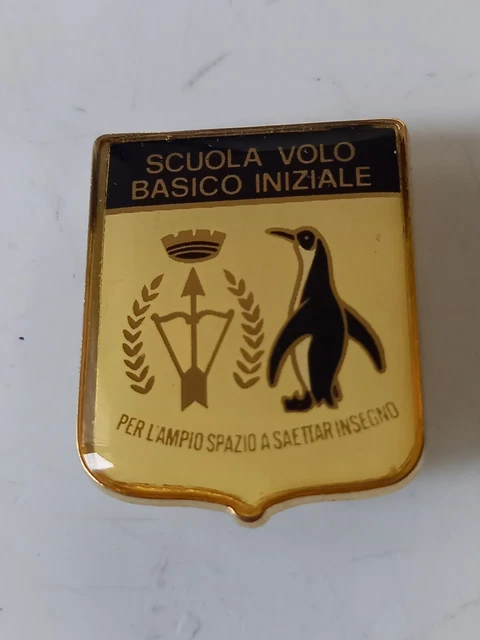 SCUOLA VOLO
BASICO INIZIALE
PER L'AMPIO SPAZIO A SAETTAR INSEGNO